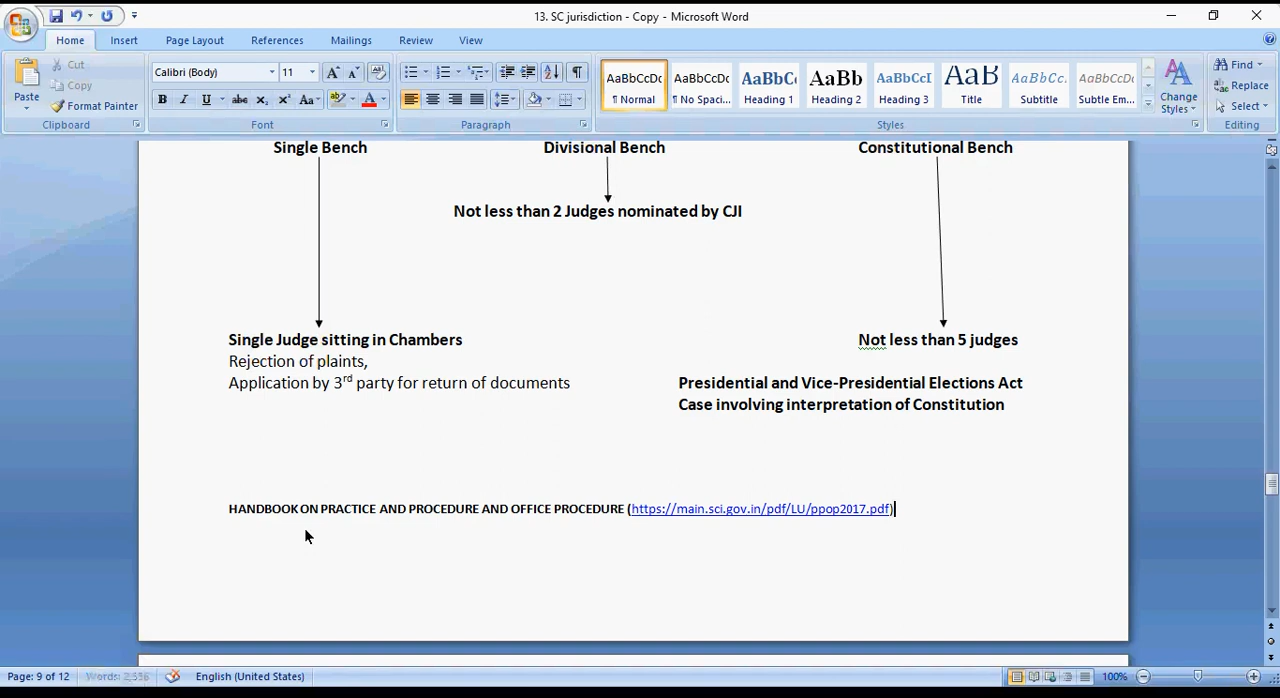 13. SC jurisdiction - Copy - Microsoft Word
Home Insert Page Layout References Mailings Review View
Paste
Cut
Copy
Format Painter
Clipboard
Calibri (Body) 11
B I U abc X₂ X² Aa
Font
Paragraph
AaBbCcDc AaBbCcDc AaBbCc AaBb AaBbCcI AaB AaBbCc. AaBbCcDc
¶ Normal ¶ No Spaci... Heading 1 Heading 2 Heading 3 Title Subtitle Subtle Em...
Change Styles
Styles
Find
Replace
Select
Editing
Single Bench Divisional Bench Constitutional Bench
Not less than 2 Judges nominated by CJI
Single Judge sitting in Chambers
Rejection of plaints,
Application by 3rd party for return of documents
Not less than 5 judges
Presidential and Vice-Presidential Elections Act
Case involving interpretation of Constitution
HANDBOOK ON PRACTICE AND PROCEDURE AND OFFICE PROCEDURE (https://main.sci.gov.in/pdf/LU/ppop2017.pdf)
Page: 9 of 12 Words: English (United States) 100%